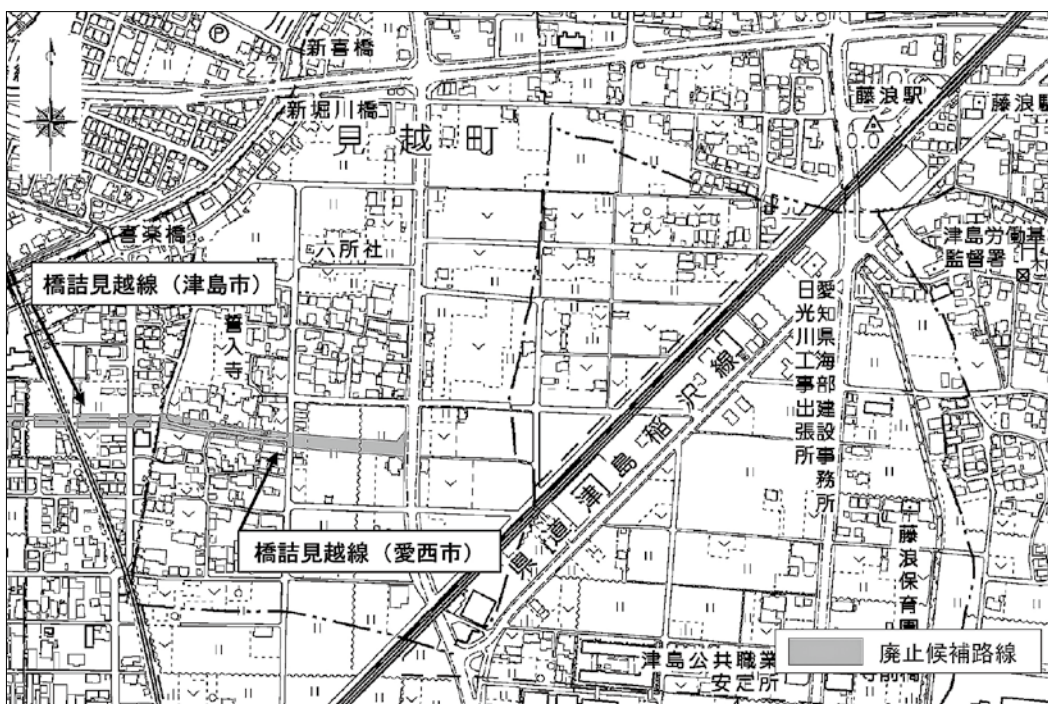 Ⓟ
新喜橋
新堀川橋
見越町
藤浪駅
藤浪駅
喜楽橋
六所社
津島労働基
監督署
橋詰見越線（津島市）
誓入寺
愛知県海部建設事務所
日光川工事出張所
県道津島稲沢線
橋詰見越線（愛西市）
藤浪保育園
津島公共職業
安定所
寺前橋
廃止候補路線